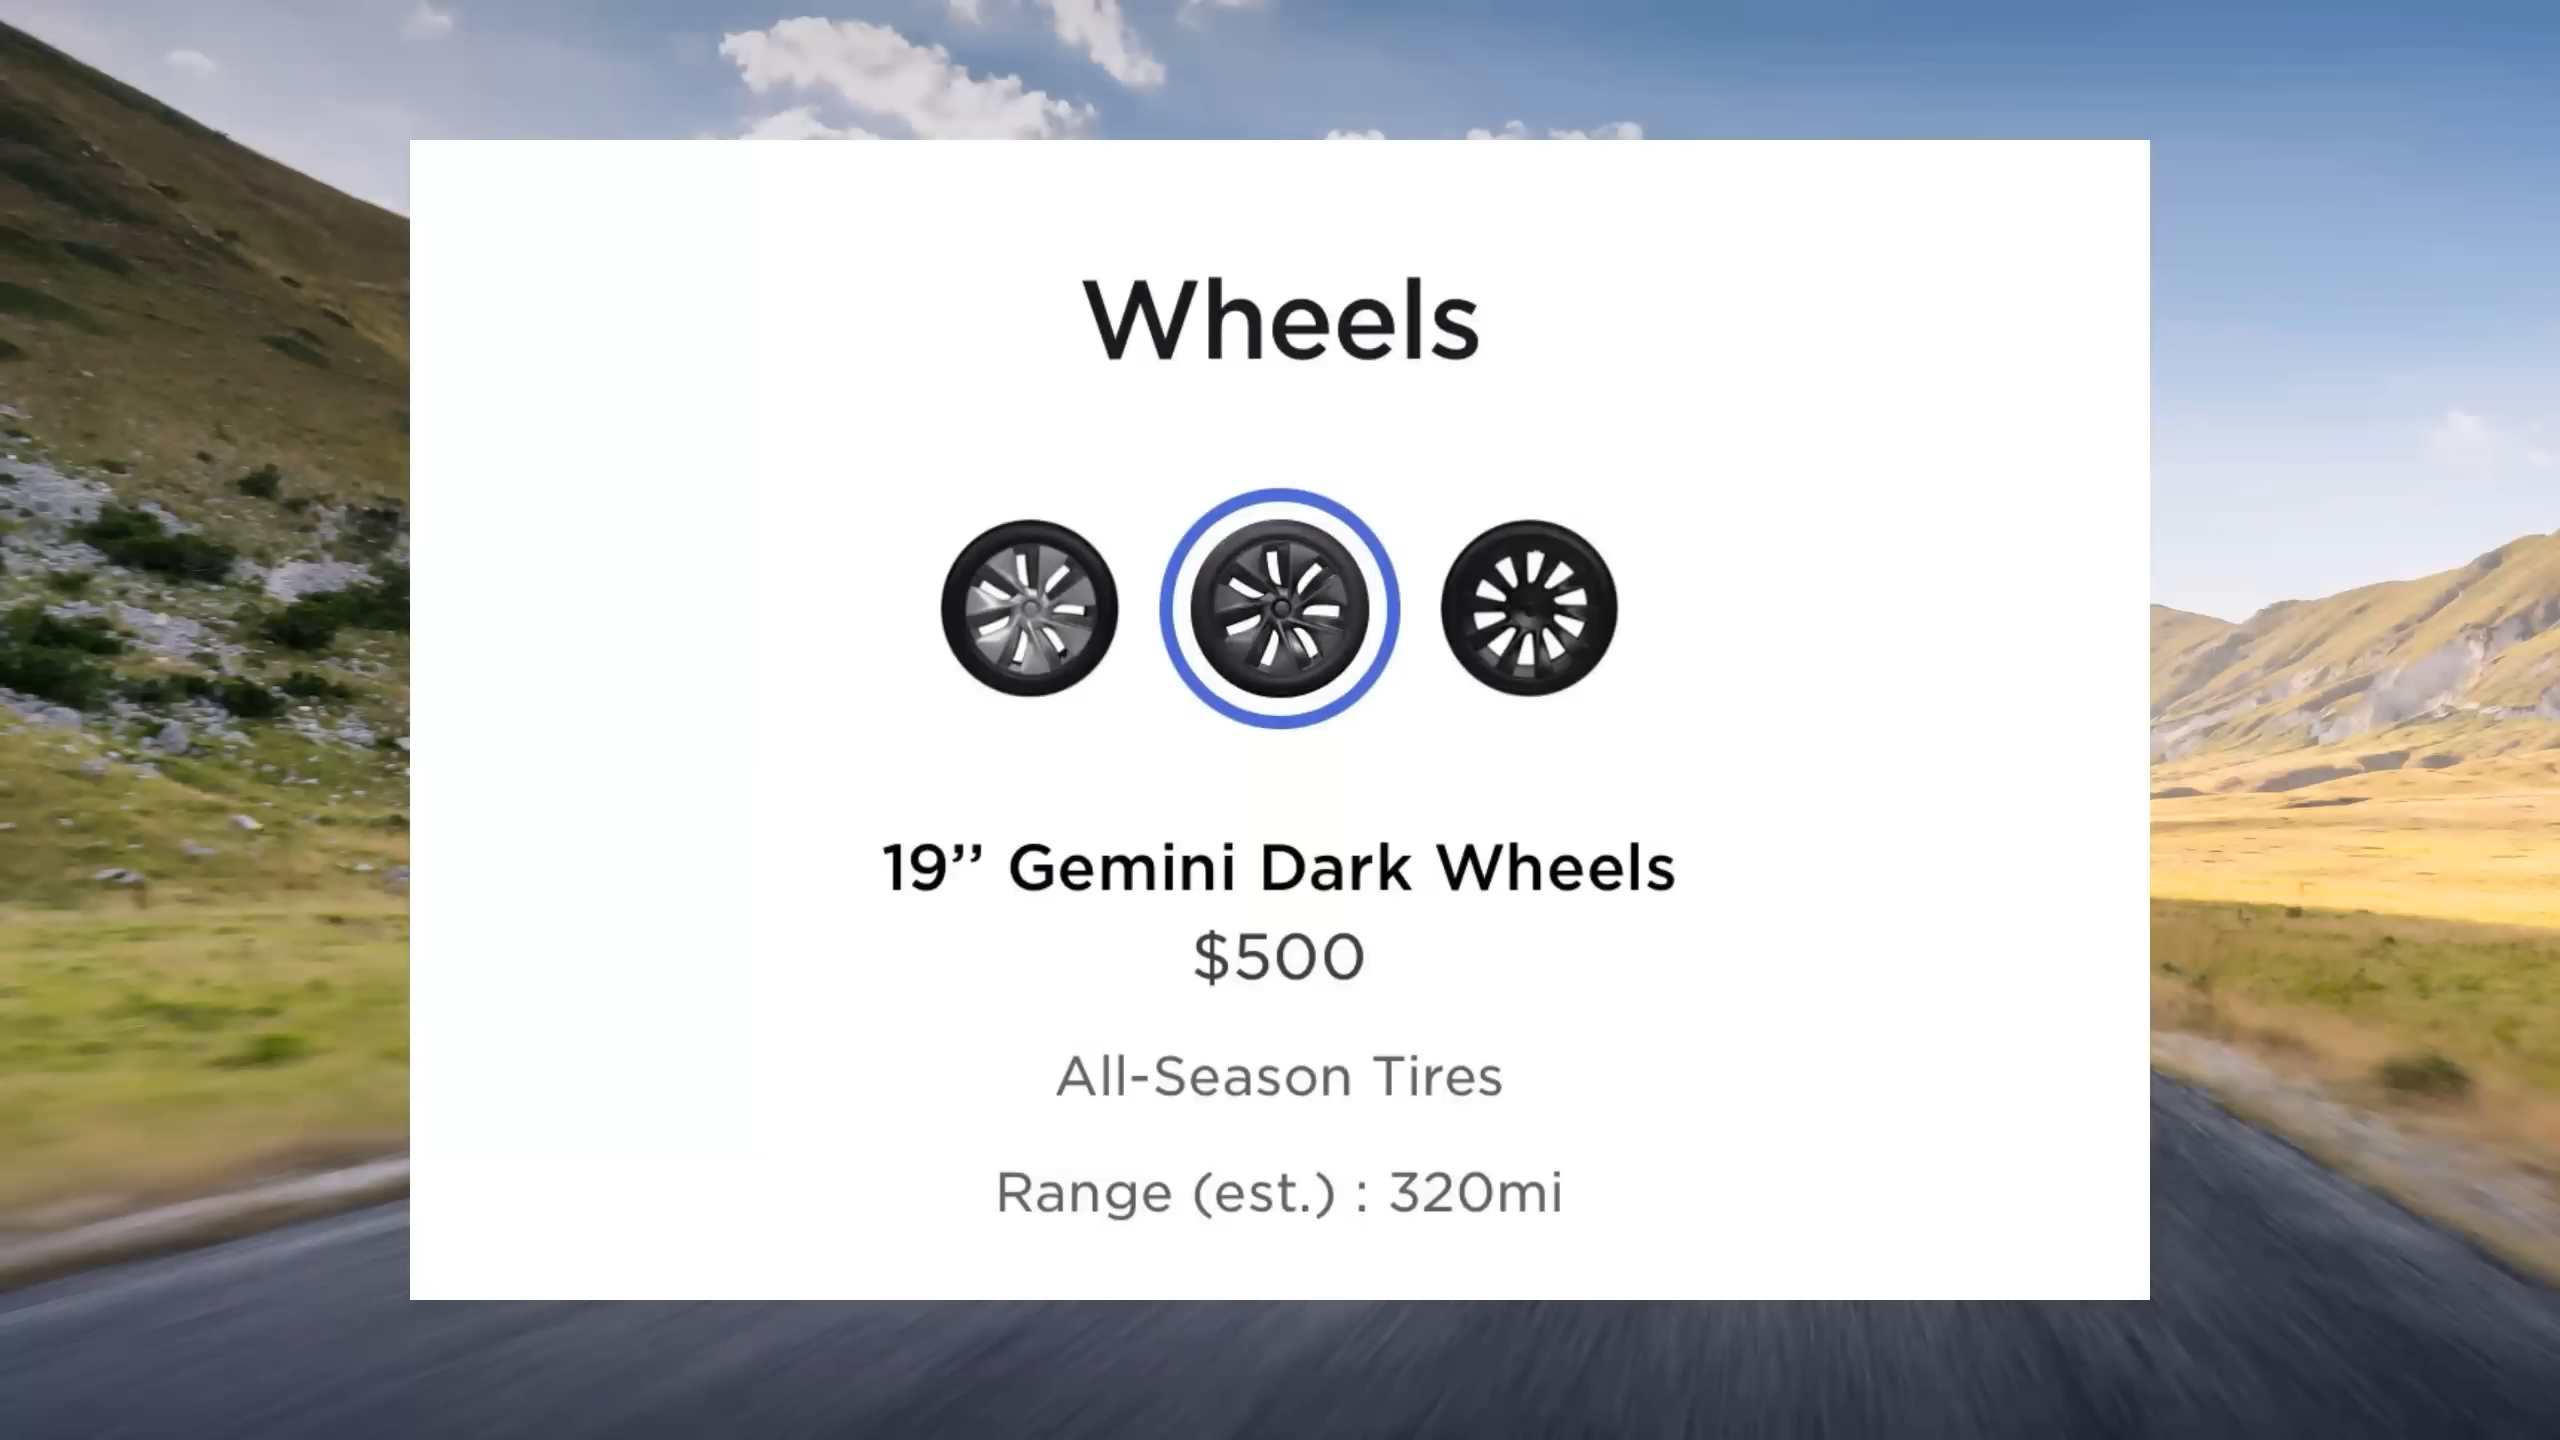 Wheels
19’’ Gemini Dark Wheels
$500
All-Season Tires
Range (est.) : 320mi